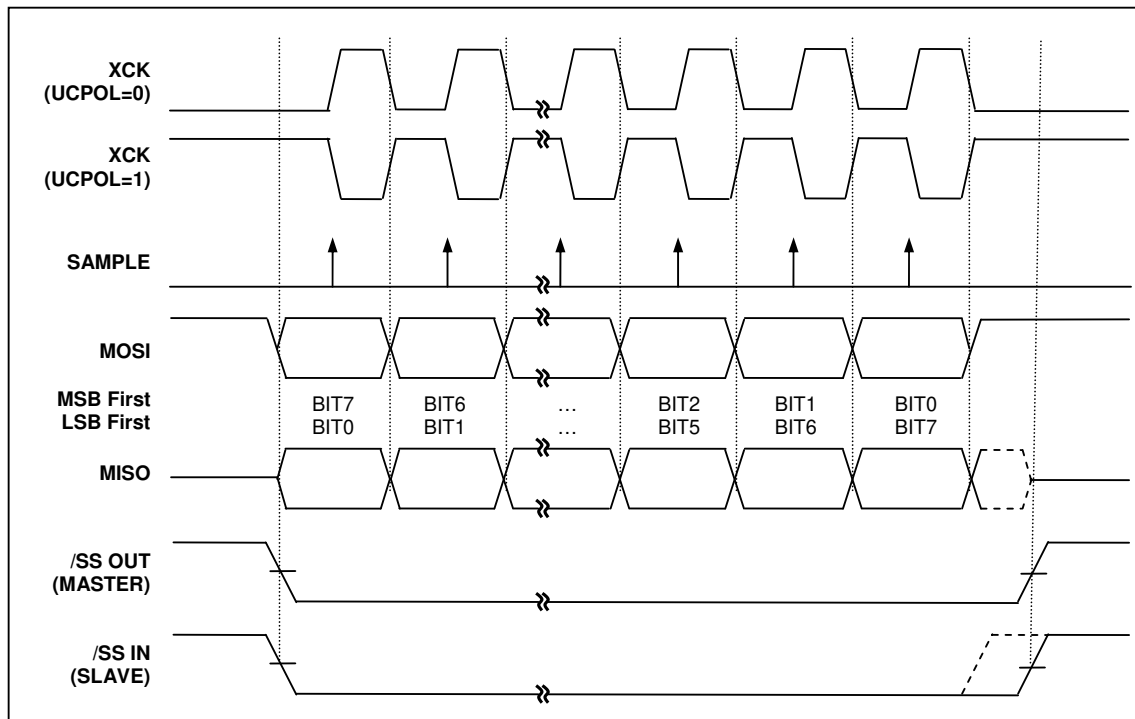 XCK
(UCPOL=0)
XCK
(UCPOL=1)
SAMPLE
MOSI
MSB First
LSB First
BIT7 BIT6 ... BIT2 BIT1 BIT0
BIT0 BIT1 ... BIT5 BIT6 BIT7
MISO
/SS OUT
(MASTER)
/SS IN
(SLAVE)